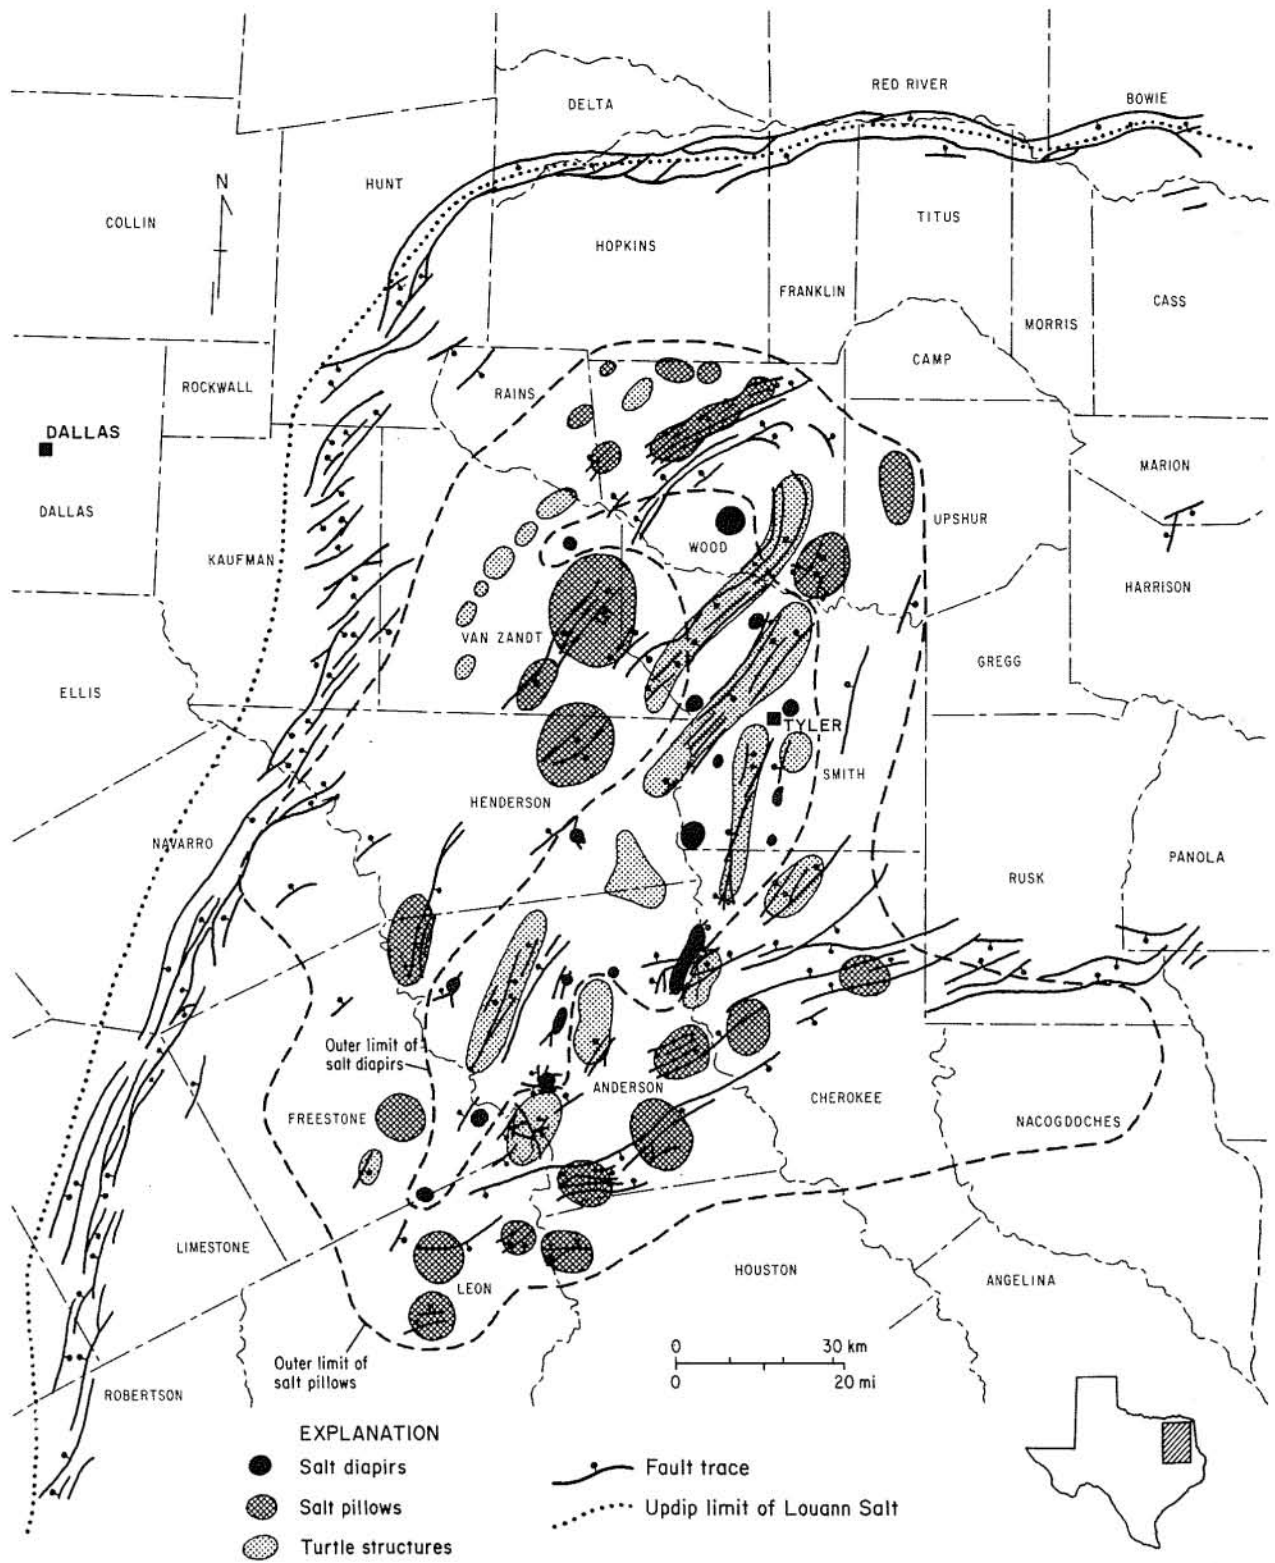 RED RIVER
BOWIE
DELTA
HUNT
N
COLLIN
TITUS
HOPKINS
FRANKLIN
CASS
MORRIS
CAMP
ROCKWALL
RAINS
DALLAS
MARION
DALLAS
UPSHUR
WOOD
KAUFMAN
HARRISON
VAN ZANDT
GREGG
ELLIS
TYLER
SMITH
HENDERSON
NAVARRO
PANOLA
RUSK
Outer limit of
salt diapirs
ANDERSON
CHEROKEE
FREESTONE
NACOGDOCHES
LIMESTONE
HOUSTON
ANGELINA
LEON
0 30 km
0 20 mi
Outer limit of
salt pillows
ROBERTSON
EXPLANATION
Salt diapirs
Fault trace
Salt pillows
Updip limit of Louann Salt
Turtle structures